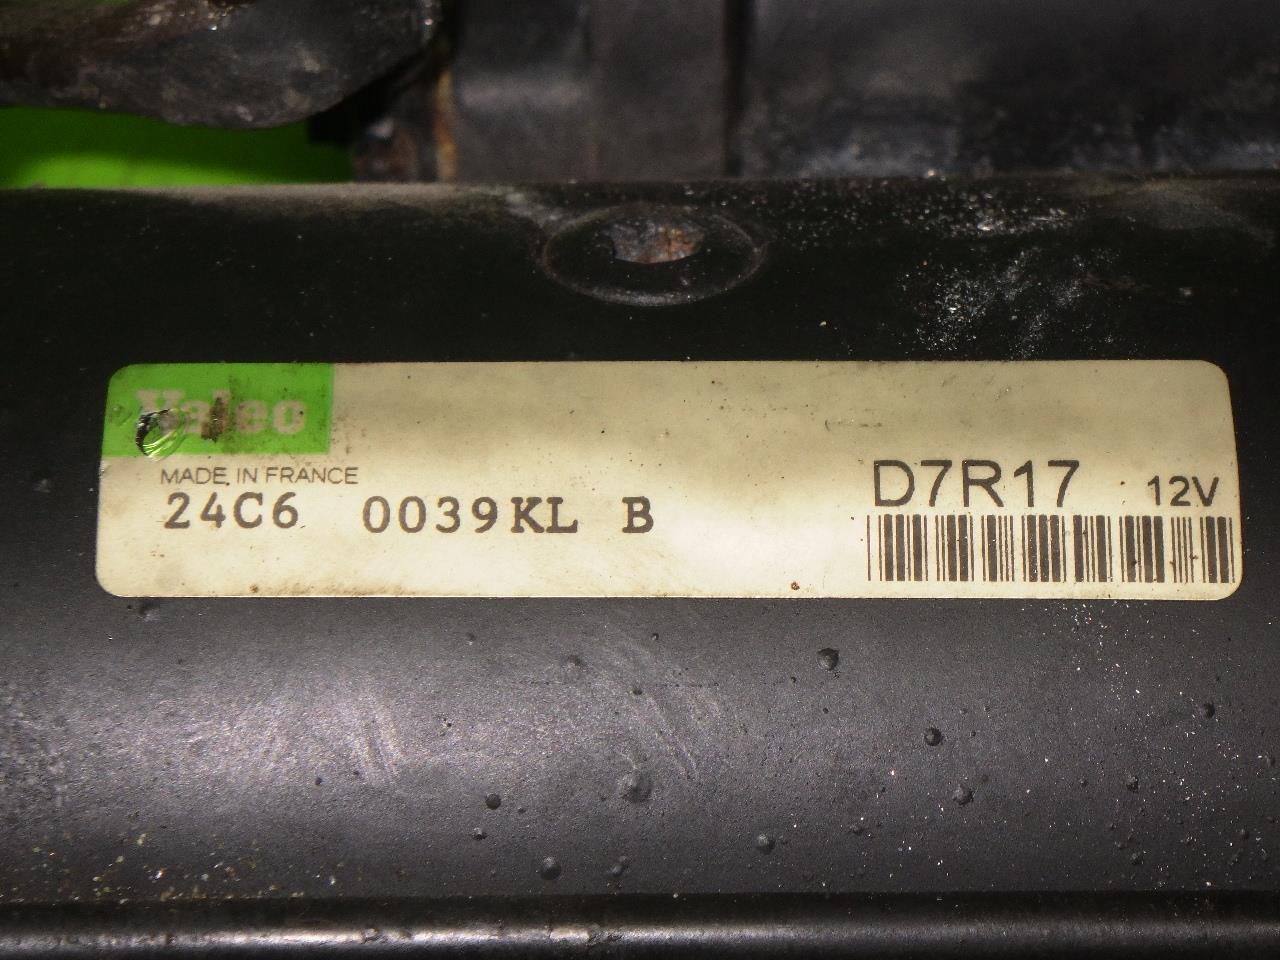 Valeo
MADE IN FRANCE
24C6 0039KL B
D7R17 12V